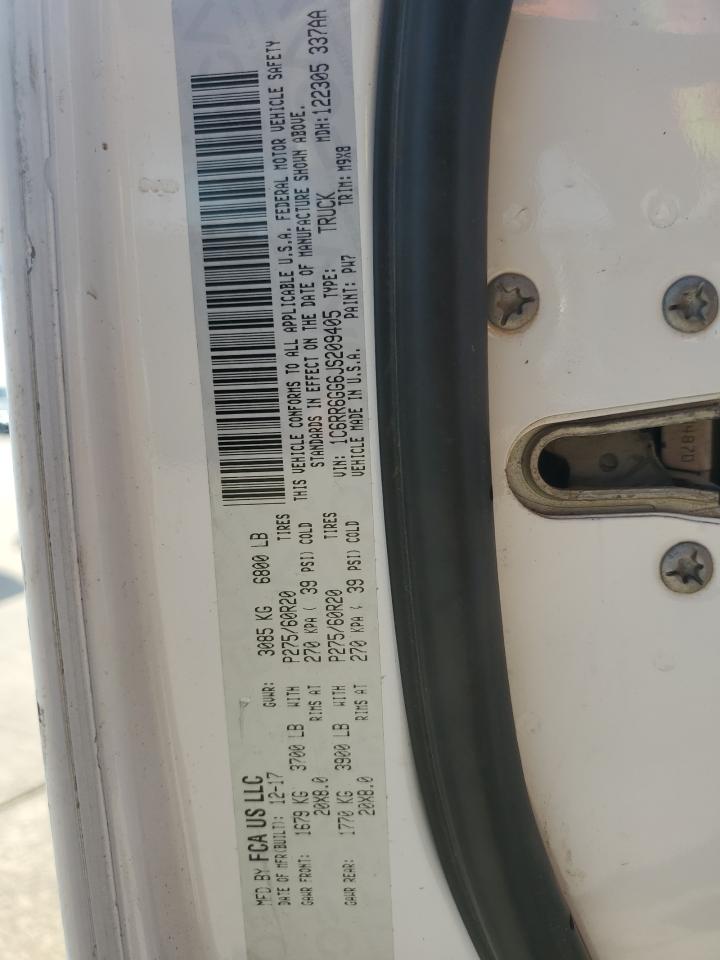 MFD BY FCA US LLC
DATE OF MFR(BUILT): 12-17 GVWR: 3085 KG 6800 LB
GAWR FRONT: 1679 KG 3700 LB WITH P275/60R20 TIRES
20X8.0 RIMS AT 270 KPA ( 39 PSI) COLD
GAWR REAR: 1770 KG 3900 LB WITH P275/60R20 TIRES
20X8.0 RIMS AT 270 KPA ( 39 PSI) COLD
THIS VEHICLE CONFORMS TO ALL APPLICABLE U.S.A. FEDERAL MOTOR VEHICLE SAFETY
STANDARDS IN EFFECT ON THE DATE OF MANUFACTURE SHOWN ABOVE.
VIN: 1C6RR6GG6JS209405 TYPE: TRUCK MDH:122305 337AA
VEHICLE MADE IN U.S.A. PAINT: PW7 TRIM: M9X8